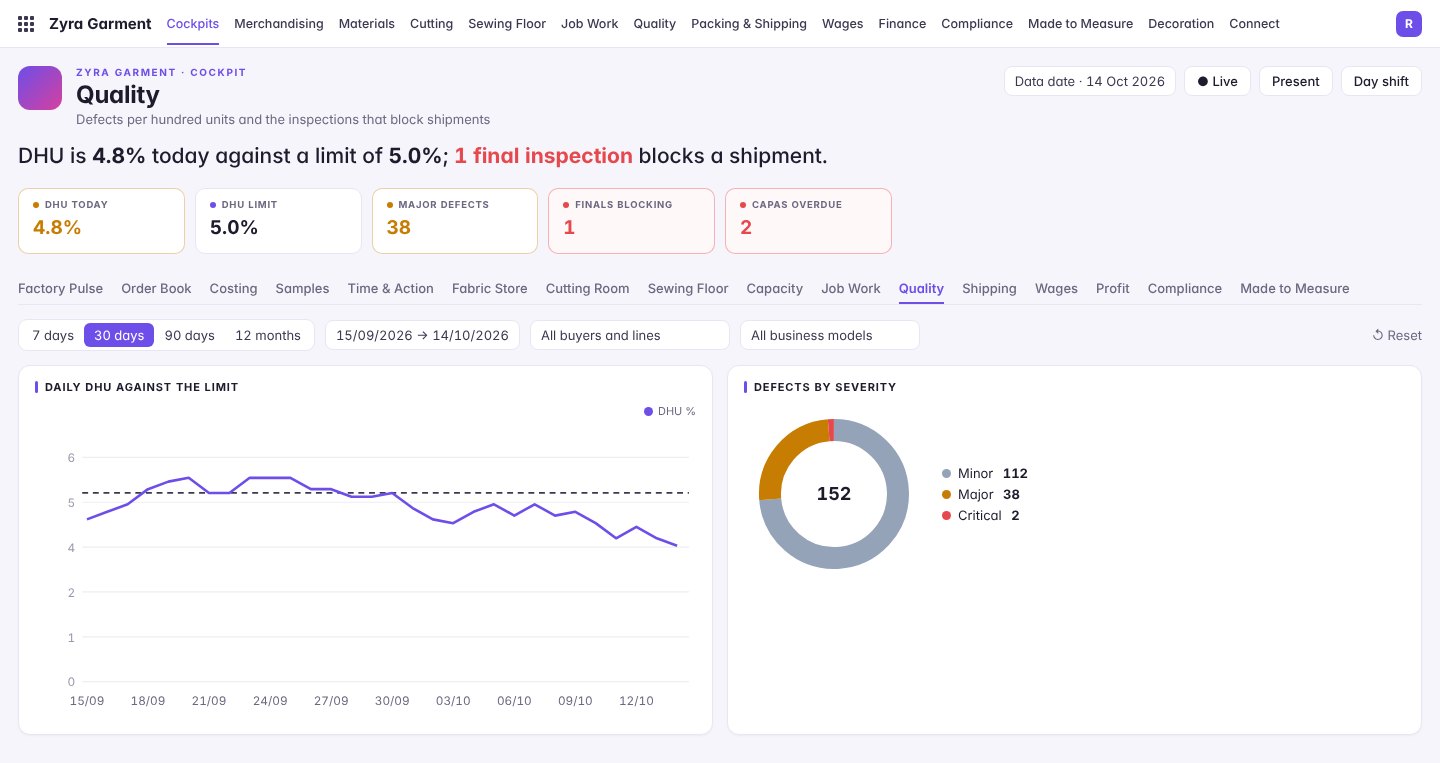 Zyra Garment Cockpits Merchandising Materials Cutting Sewing Floor Job Work Quality Packing & Shipping Wages Finance Compliance Made to Measure Decoration Connect R
ZYRA GARMENT · COCKPIT
Quality
Defects per hundred units and the inspections that block shipments
Data date · 14 Oct 2026 Live Present Day shift
DHU is 4.8% today against a limit of 5.0%; 1 final inspection blocks a shipment.
DHU TODAY
4.8%
DHU LIMIT
5.0%
MAJOR DEFECTS
38
FINALS BLOCKING
1
CAPAS OVERDUE
2
Factory Pulse Order Book Costing Samples Time & Action Fabric Store Cutting Room Sewing Floor Capacity Job Work Quality Shipping Wages Profit Compliance Made to Measure
7 days 30 days 90 days 12 months 15/09/2026 → 14/10/2026 All buyers and lines All business models ↺ Reset
DAILY DHU AGAINST THE LIMIT
DHU %
6
5
4
2
1
0
15/09 18/09 21/09 24/09 27/09 30/09 03/10 06/10 09/10 12/10
DEFECTS BY SEVERITY
152
Minor 112
Major 38
Critical 2